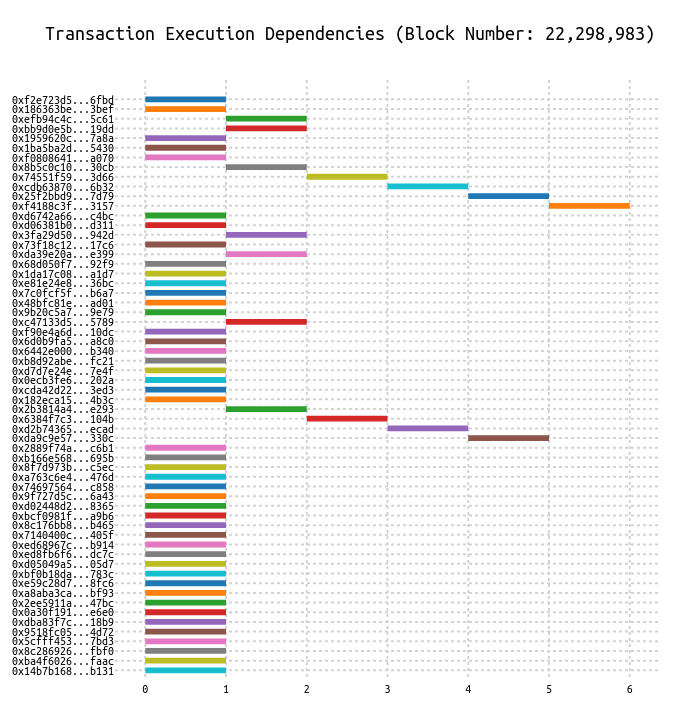 Transaction Execution Dependencies (Block Number: 22,298,983)
0xf2e723d5...6fbd
0x186363be...3bef
0xefb94c4c...5c61
0xbb9d0e5b...19dd
0x1959620c...7a8a
0x1ba5ba2d...5430
0xf0808641...a070
0x8b5c0c10...30cb
0x74551f59...3d66
0xcdb63870...6b32
0x25f2bbd9...7d79
0xf4188c3f...3157
0xd6742a66...c4bc
0xd06381b0...d311
0x3fa29d50...942d
0x73f18c12...17c6
0xda39e20a...e399
0x68d050f7...92f9
0x1da17c08...a1d7
0xe81e24e8...36bc
0x7c0fcf5f...b6a7
0x48bfc81e...ad01
0x9b20c5a7...9e79
0xc47133d5...5789
0xf90e4a6d...10dc
0x6d0b9fa5...a8c0
0x6442e000...b340
0xb8d92abe...fc21
0xd7d7e24e...7e4f
0x0ecb3fe6...202a
0xcda42d22...3ed3
0x182eca15...4b3c
0x2b3814a4...e293
0x6384f7c3...104b
0xd2b74365...ecad
0xda9c9e57...330c
0x2889f74a...c6b1
0xb166e568...695b
0x8f7d973b...c5ec
0xa763c6e4...476d
0x74697564...c858
0x9f727d5c...6a43
0xd02448d2...8365
0xbcf0981f...a9b6
0x8c176bb8...b465
0x7140400c...405f
0xed68967c...b914
0xed8fb6f6...dc7c
0xd05049a5...05d7
0xbf0b18da...783c
0xe59c28d7...8fc6
0xa8aba3ca...bf93
0x2ee5911a...47bc
0x0a30f191...e6e0
0xdba83f7c...18b9
0x9518fc05...4d72
0x5cfff453...7bd3
0x8c286926...fbf0
0xba4f6026...faac
0x14b7b168...b131
0 1 2 3 4 5 6